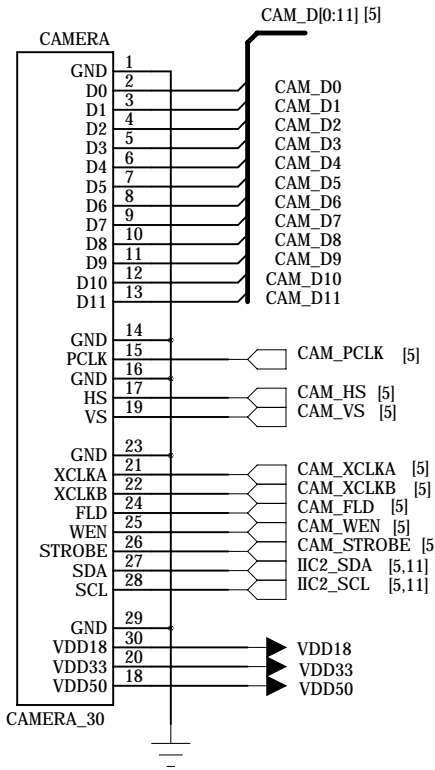 CAM_D[0:11] [5]
CAMERA
GND 1
D0 2 CAM_D0
D1 3 CAM_D1
D2 4 CAM_D2
D3 5 CAM_D3
D4 6 CAM_D4
D5 7 CAM_D5
D6 8 CAM_D6
D7 9 CAM_D7
D8 10 CAM_D8
D9 11 CAM_D9
D10 12 CAM_D10
D11 13 CAM_D11
GND 14
PCLK 15 CAM_PCLK [5]
GND 16
HS 17 CAM_HS [5]
VS 19 CAM_VS [5]
GND 23
XCLKA 21 CAM_XCLKA [5]
XCLKB 22 CAM_XCLKB [5]
FLD 24 CAM_FLD [5]
WEN 25 CAM_WEN [5]
STROBE 26 CAM_STROBE [5
SDA 27 IIC2_SDA [5,11]
SCL 28 IIC2_SCL [5,11]
GND 29
VDD18 30 VDD18
VDD33 20 VDD33
VDD50 18 VDD50
CAMERA_30